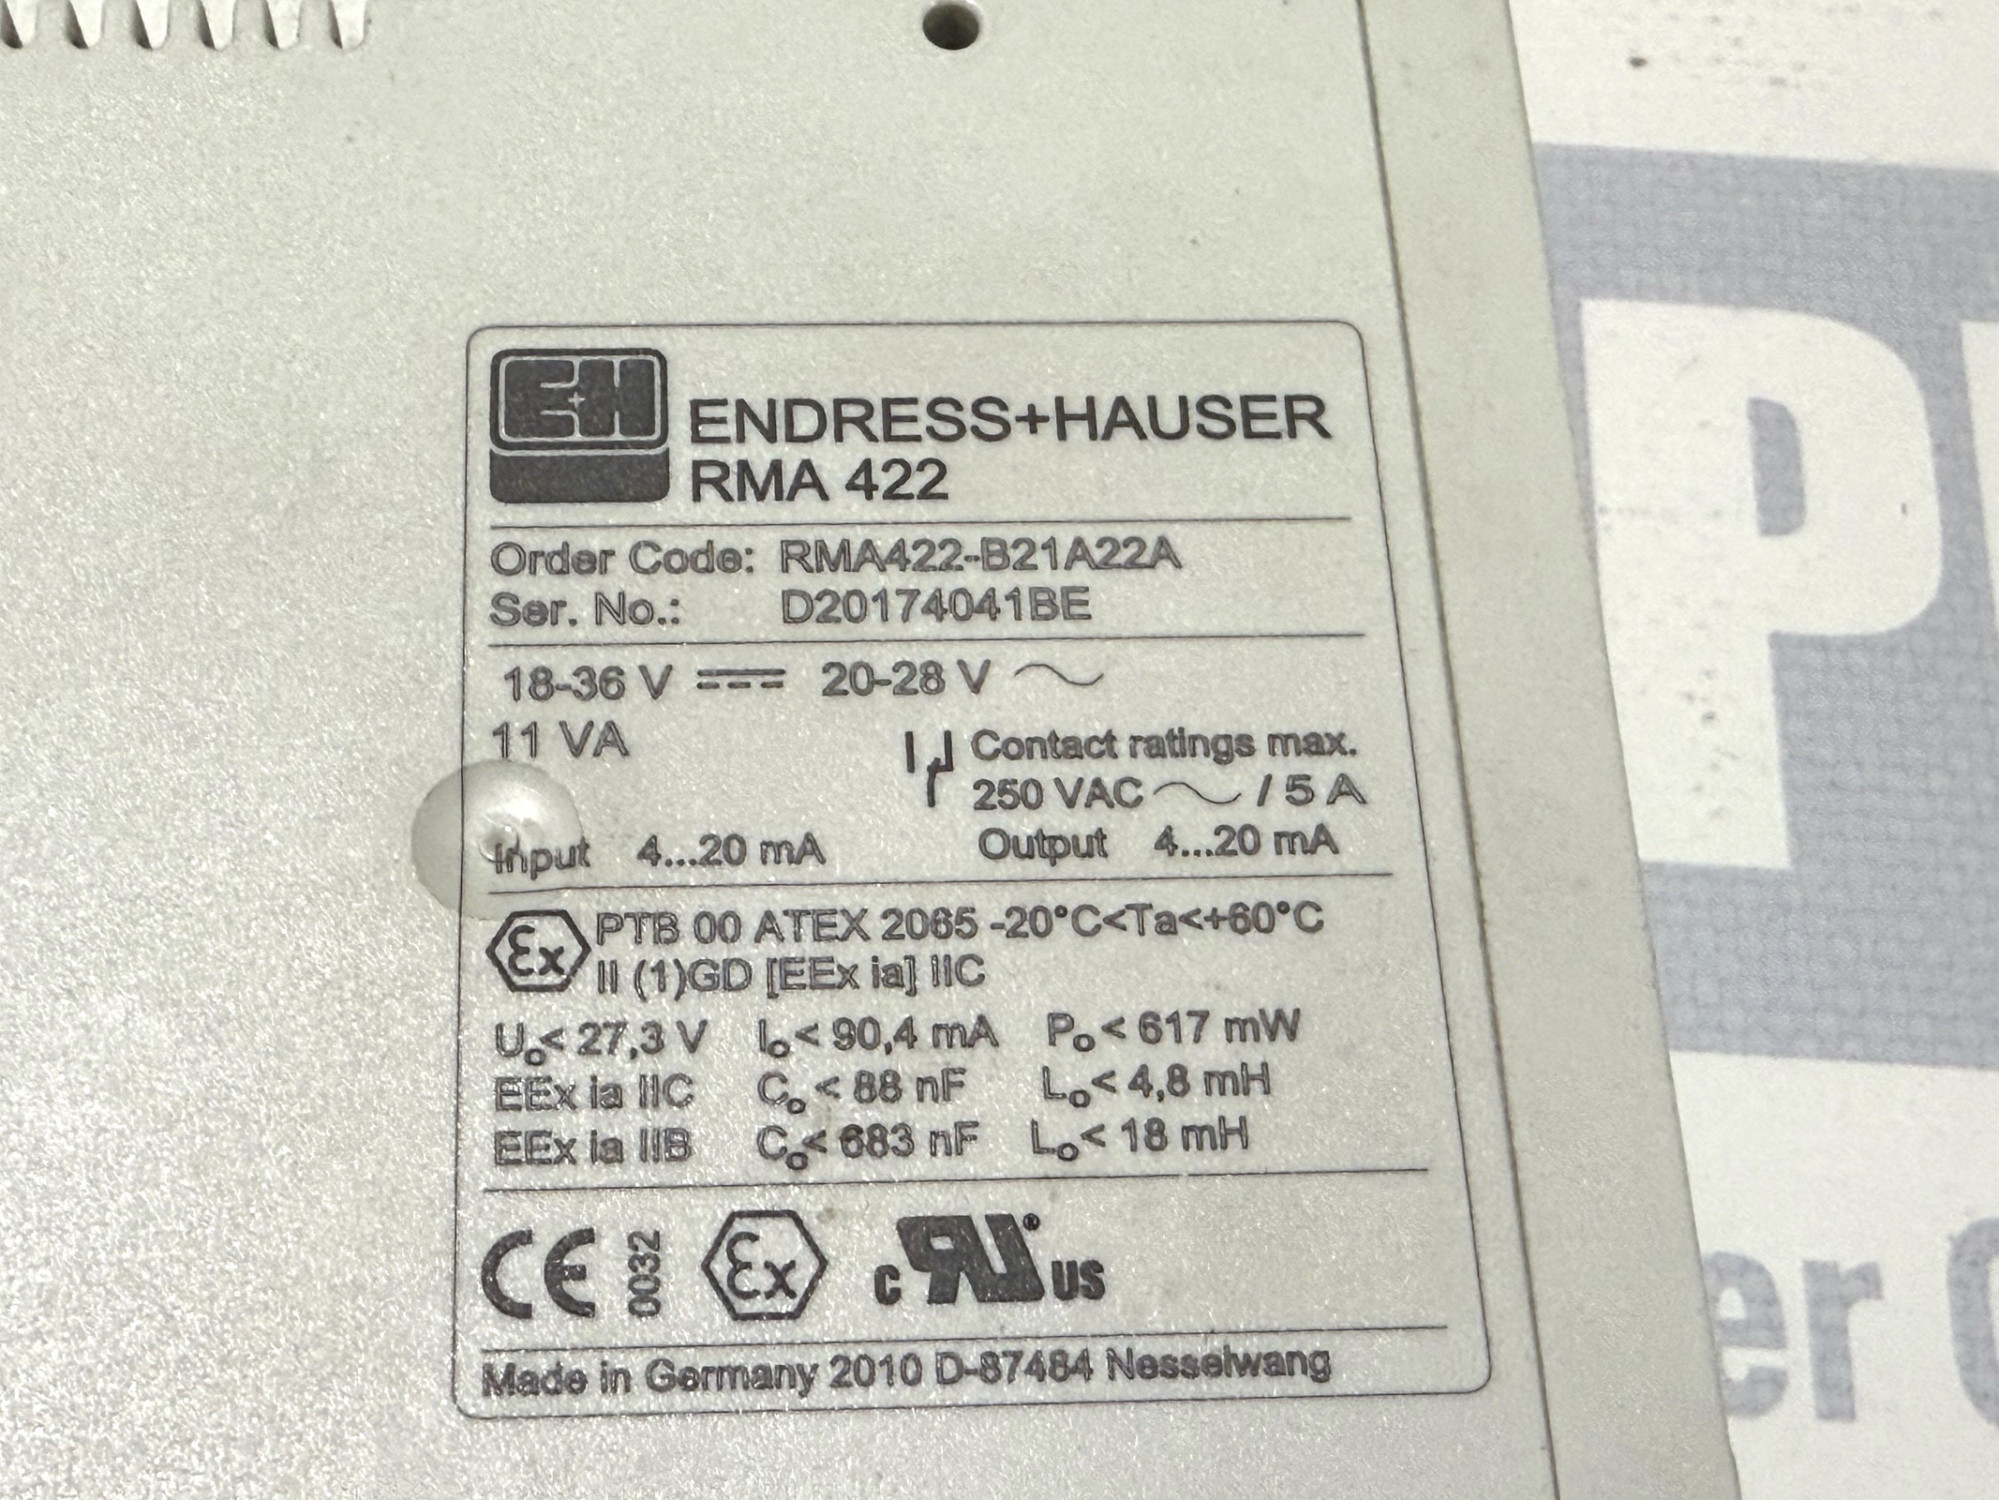 E+H
ENDRESS+HAUSER
RMA 422
Order Code: RMA422-B21A22A
Ser. No.: D20174041BE
18-36 V ⎓ 20-28 V ~
11 VA
Contact ratings max.
250 VAC ~ / 5 A
Input 4...20 mA Output 4...20 mA
Ex PTB 00 ATEX 2065 -20°C<Ta<+60°C
II (1)GD [EEx ia] IIC
Uo< 27,3 V Io< 90,4 mA Po< 617 mW
EEx ia IIC Co< 88 nF Lo< 4,8 mH
EEx ia IIB Co< 683 nF Lo< 18 mH
CE 0032 Ex c RU ® US
Made in Germany 2010 D-87484 Nesselwang
P
er